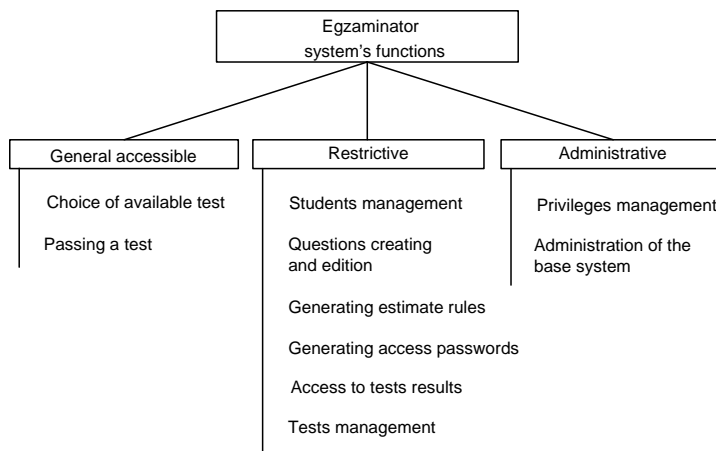 Egzaminator
system's functions
General accessible
Choice of available test
Passing a test
Restrictive
Students management
Questions creating
and edition
Generating estimate rules
Generating access passwords
Access to tests results
Tests management
Administrative
Privileges management
Administration of the
base system